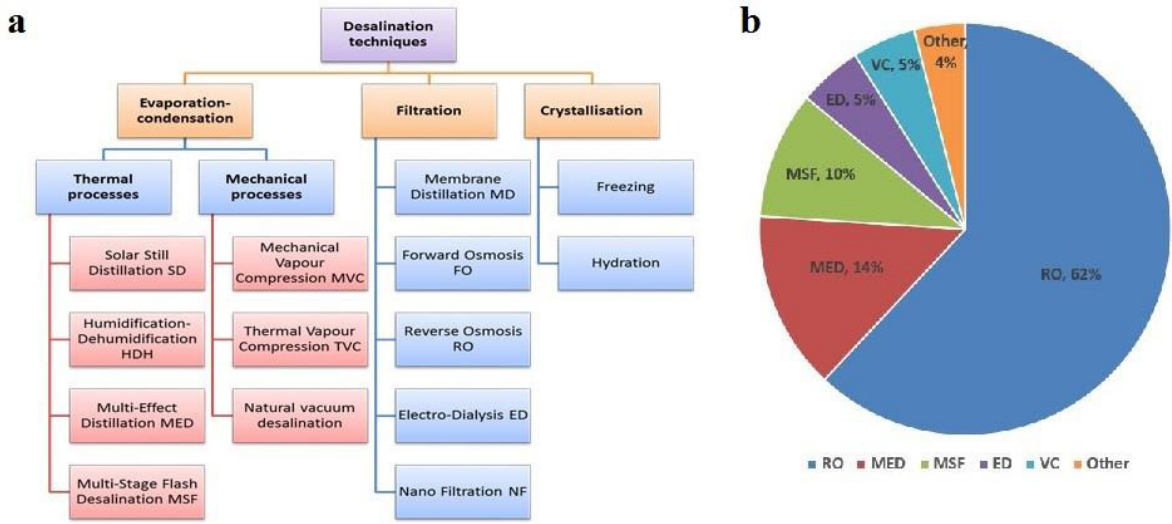 a
Desalination
techniques
Evaporation-
condensation
Filtration
Crystallisation
Thermal
processes
Mechanical
processes
Solar Still
Distillation SD
Humidification-
Dehumidification
HDH
Multi-Effect
Distillation MED
Multi-Stage Flash
Desalination MSF
Mechanical
Vapour
Compression MVC
Thermal Vapour
Compression TVC
Natural vacuum
desalination
Membrane
Distillation MD
Forward Osmosis
FO
Reverse Osmosis
RO
Electro-Dialysis ED
Nano Filtration NF
Freezing
Hydration
b
Other,
4%
VC, 5%
ED, 5%
MSF, 10%
MED, 14%
RO, 62%
RO MED MSF ED VC Other